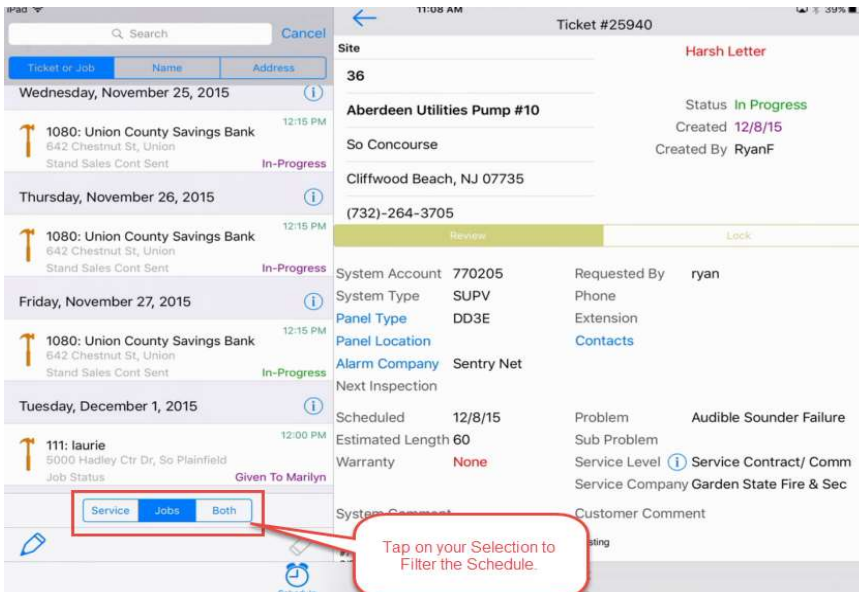 iPad
11:08 AM
39%
Search
Cancel
Ticket or Job
Name
Address
Wednesday, November 25, 2015
12:15 PM
1080: Union County Savings Bank
642 Chestnut St, Union
Stand Sales Cont Sent
In-Progress
Thursday, November 26, 2015
12:15 PM
1080: Union County Savings Bank
642 Chestnut St, Union
Stand Sales Cont Sent
In-Progress
Friday, November 27, 2015
12:15 PM
1080: Union County Savings Bank
642 Chestnut St, Union
Stand Sales Cont Sent
In-Progress
Tuesday, December 1, 2015
12:00 PM
111: laurie
5000 Hadley Ctr Dr, So Plainfield
Job Status
Given To Marilyn
Service
Jobs
Both
Ticket #25940
Site
Harsh Letter
36
Aberdeen Utilities Pump #10
Status In Progress
Created 12/8/15
So Concourse
Created By RyanF
Cliffwood Beach, NJ 07735
(732)-264-3705
Review
Lock
System Account 770205
Requested By ryan
System Type SUPV
Phone
Panel Type DD3E
Extension
Panel Location
Contacts
Alarm Company Sentry Net
Next Inspection
Scheduled 12/8/15
Problem Audible Sounder Failure
Estimated Length 60
Sub Problem
Warranty None
Service Level Service Contract/ Comm
Service Company Garden State Fire & Sec
System Comment
Customer Comment
Tap on your Selection to
Filter the Schedule.